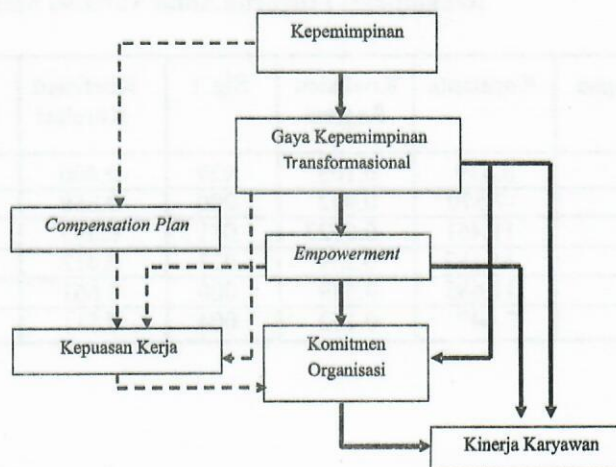 Kepemimpinan
Gaya Kepemimpinan
Transformasional
Compensation Plan
Empowerment
Kepuasan Kerja
Komitmen
Organisasi
Kinerja Karyawan